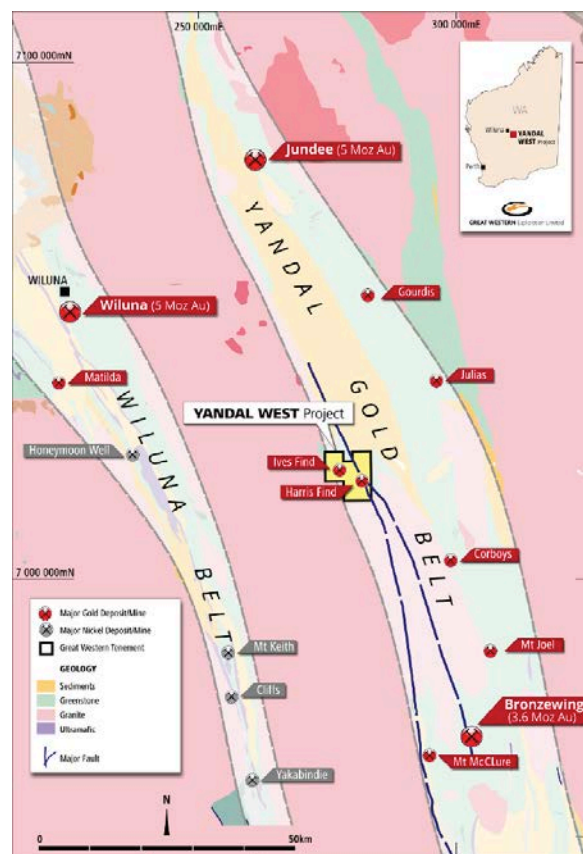 250 000mE
300 000mE
7100 000mN
Wiluna
YANDAL
WEST Project
Perth
GREAT WESTERN Exploration Limited
Jundee (5 Moz Au)
YANDAL
GOLD
BELT
WILUNA
Wiluna (5 Moz Au)
Gourdis
Matilda
Julias
WILUNA
BELT
YANDAL WEST Project
Honeymoon Well
Ives Find
Harris Find
Corboys
7 000 000mN
Mt Keith
Mt Joel
Cliffs
Bronzewing
(3.6 Moz Au)
Mt McClure
Yakabindie
Major Gold Deposit/Mine
Major Nickel Deposit/Mine
Great Western Tenement
GEOLOGY
Sediments
Greenstone
Granite
Ultramafic
Major Fault
N
0
50km